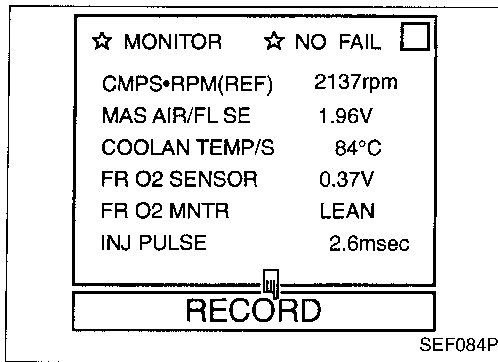 ☆ MONITOR ☆ NO FAIL
CMPS•RPM(REF) 2137rpm
MAS AIR/FL SE 1.96V
COOLAN TEMP/S 84°C
FR O2 SENSOR 0.37V
FR O2 MNTR LEAN
INJ PULSE 2.6msec
RECORD
SEF084P